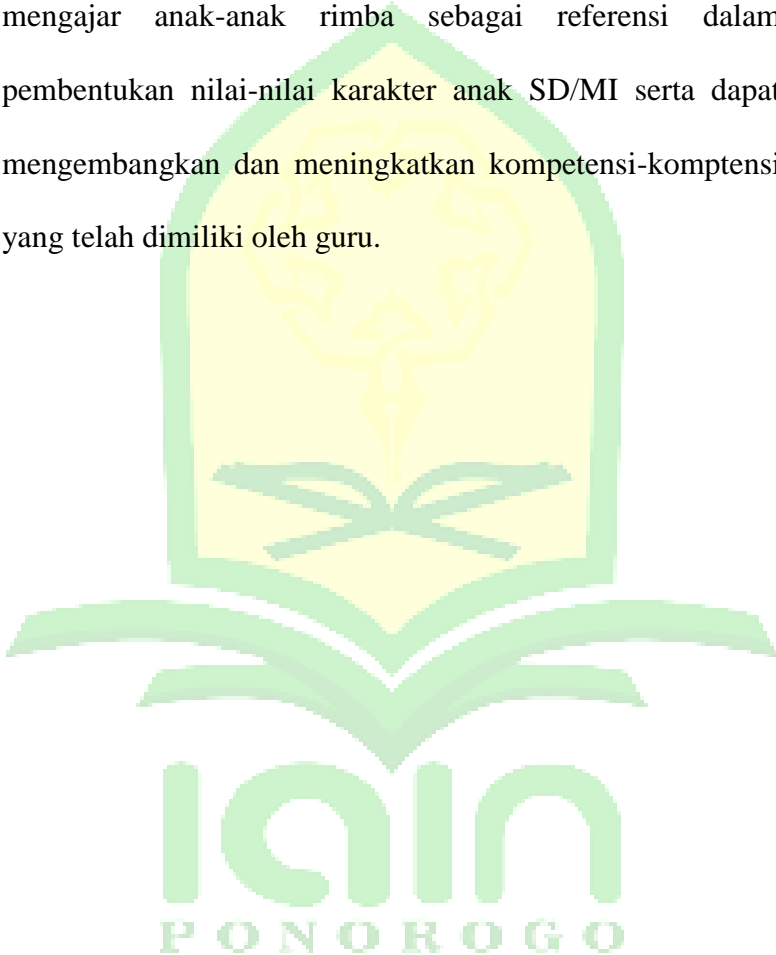 mengajar anak-anak rimba sebagai referensi dalam
pembentukan nilai-nilai karakter anak SD/MI serta dapat
mengembangkan dan meningkatkan kompetensi-komptensi
yang telah dimiliki oleh guru.
iain
PONOROGO